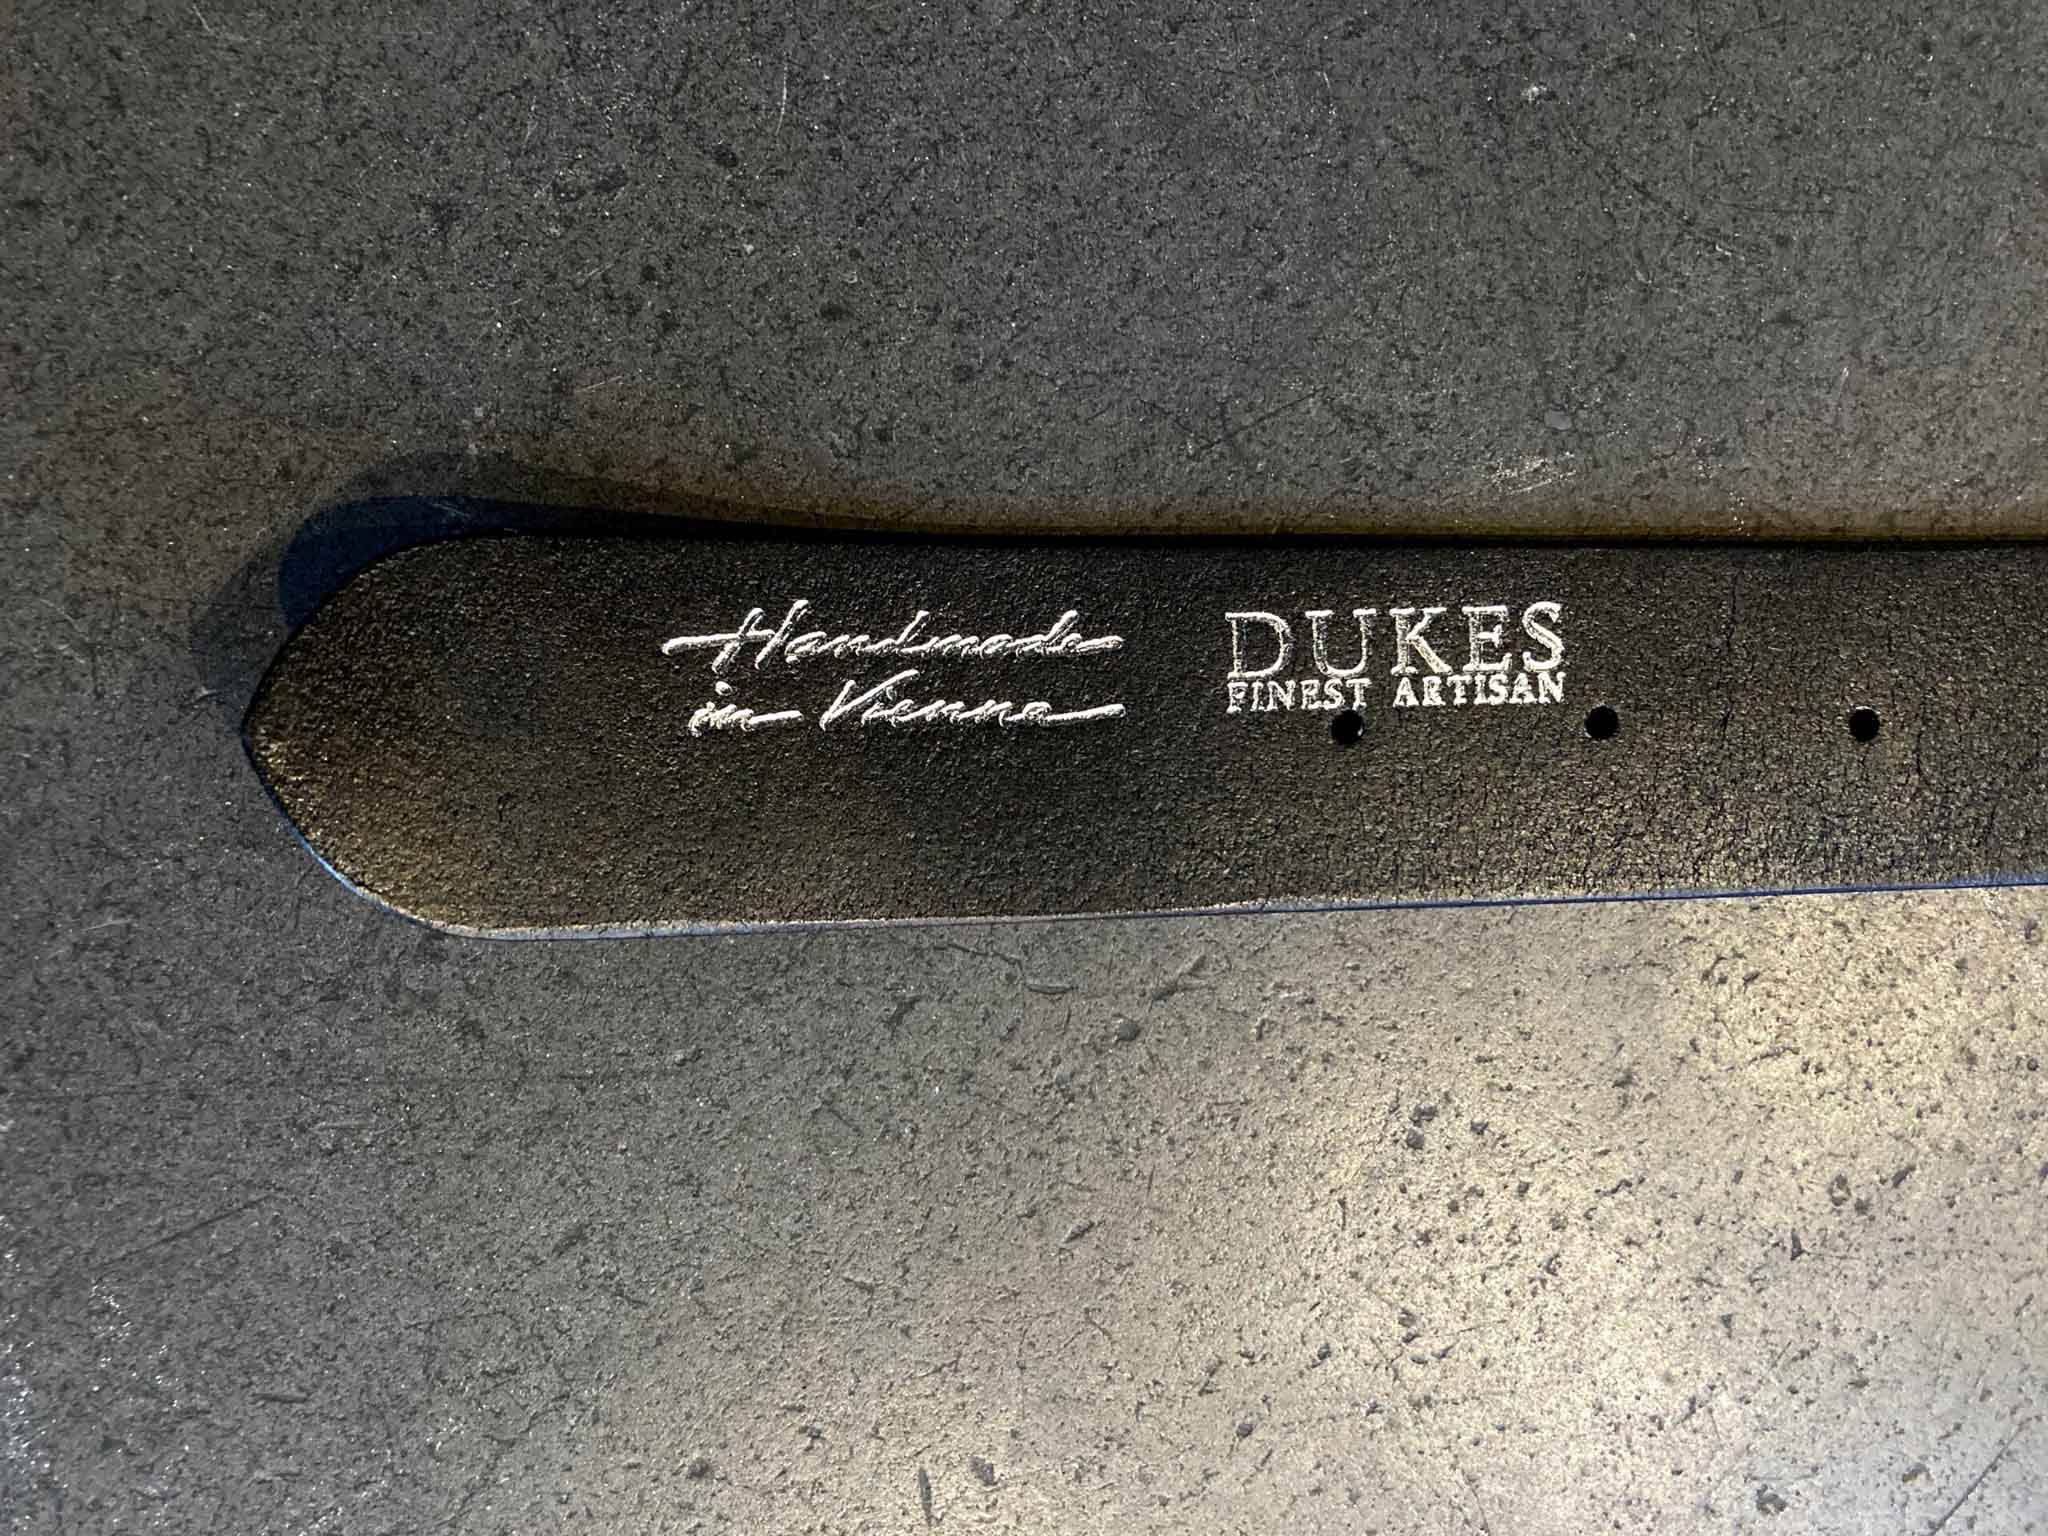 Handmade
in Vienna
DUKES
FINEST ARTISAN